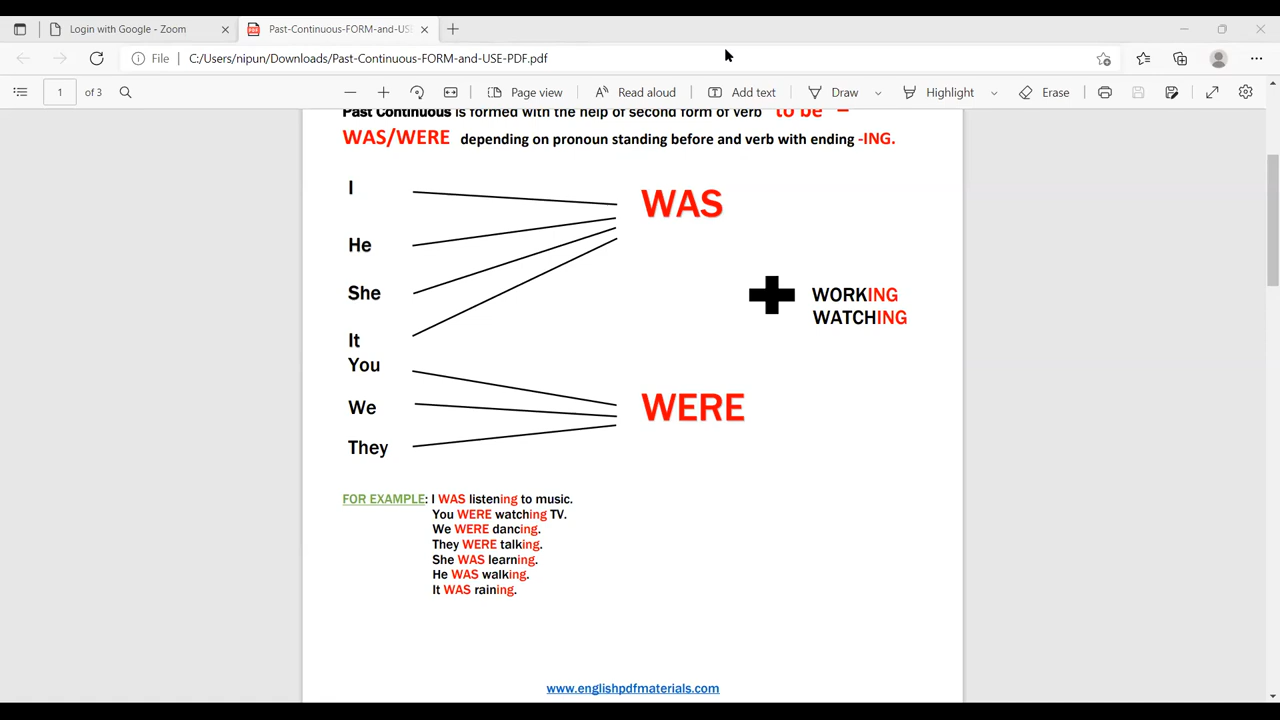 Login with Google - Zoom
Past-Continuous-FORM-and-USE
File C:/Users/nipun/Downloads/Past-Continuous-FORM-and-USE-PDF.pdf
1 of 3 Page view Read aloud Add text Draw Highlight Erase
Past Continuous is formed with the help of second form of verb "to be" –
WAS/WERE depending on pronoun standing before and verb with ending -ING.
I
WAS
He
She
WORKING
WATCHING
It
You
We
WERE
They
FOR EXAMPLE: I WAS listening to music.
You WERE watching TV.
We WERE dancing.
They WERE talking.
She WAS learning.
He WAS walking.
It WAS raining.
www.englishpdfmaterials.com